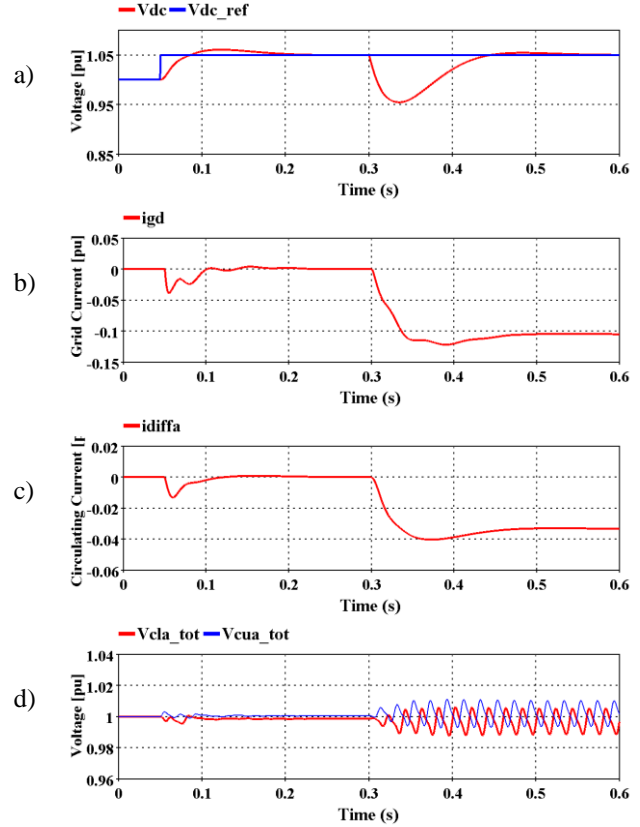 Vdc Vdc_ref
a)
Voltage [pu]
1.05
0.95
0.85
0 0.1 0.2 0.3 0.4 0.5 0.6
Time (s)
igd
b)
Grid Current [pu]
0.05
0
-0.05
-0.1
-0.15
0 0.1 0.2 0.3 0.4 0.5 0.6
Time (s)
idiffa
c)
Circulating Current [
0.02
0
-0.02
-0.04
-0.06
0 0.1 0.2 0.3 0.4 0.5 0.6
Time (s)
Vcla_tot Vcua_tot
d)
Voltage [pu]
1.04
1.02
1
0.98
0.96
0 0.1 0.2 0.3 0.4 0.5 0.6
Time (s)